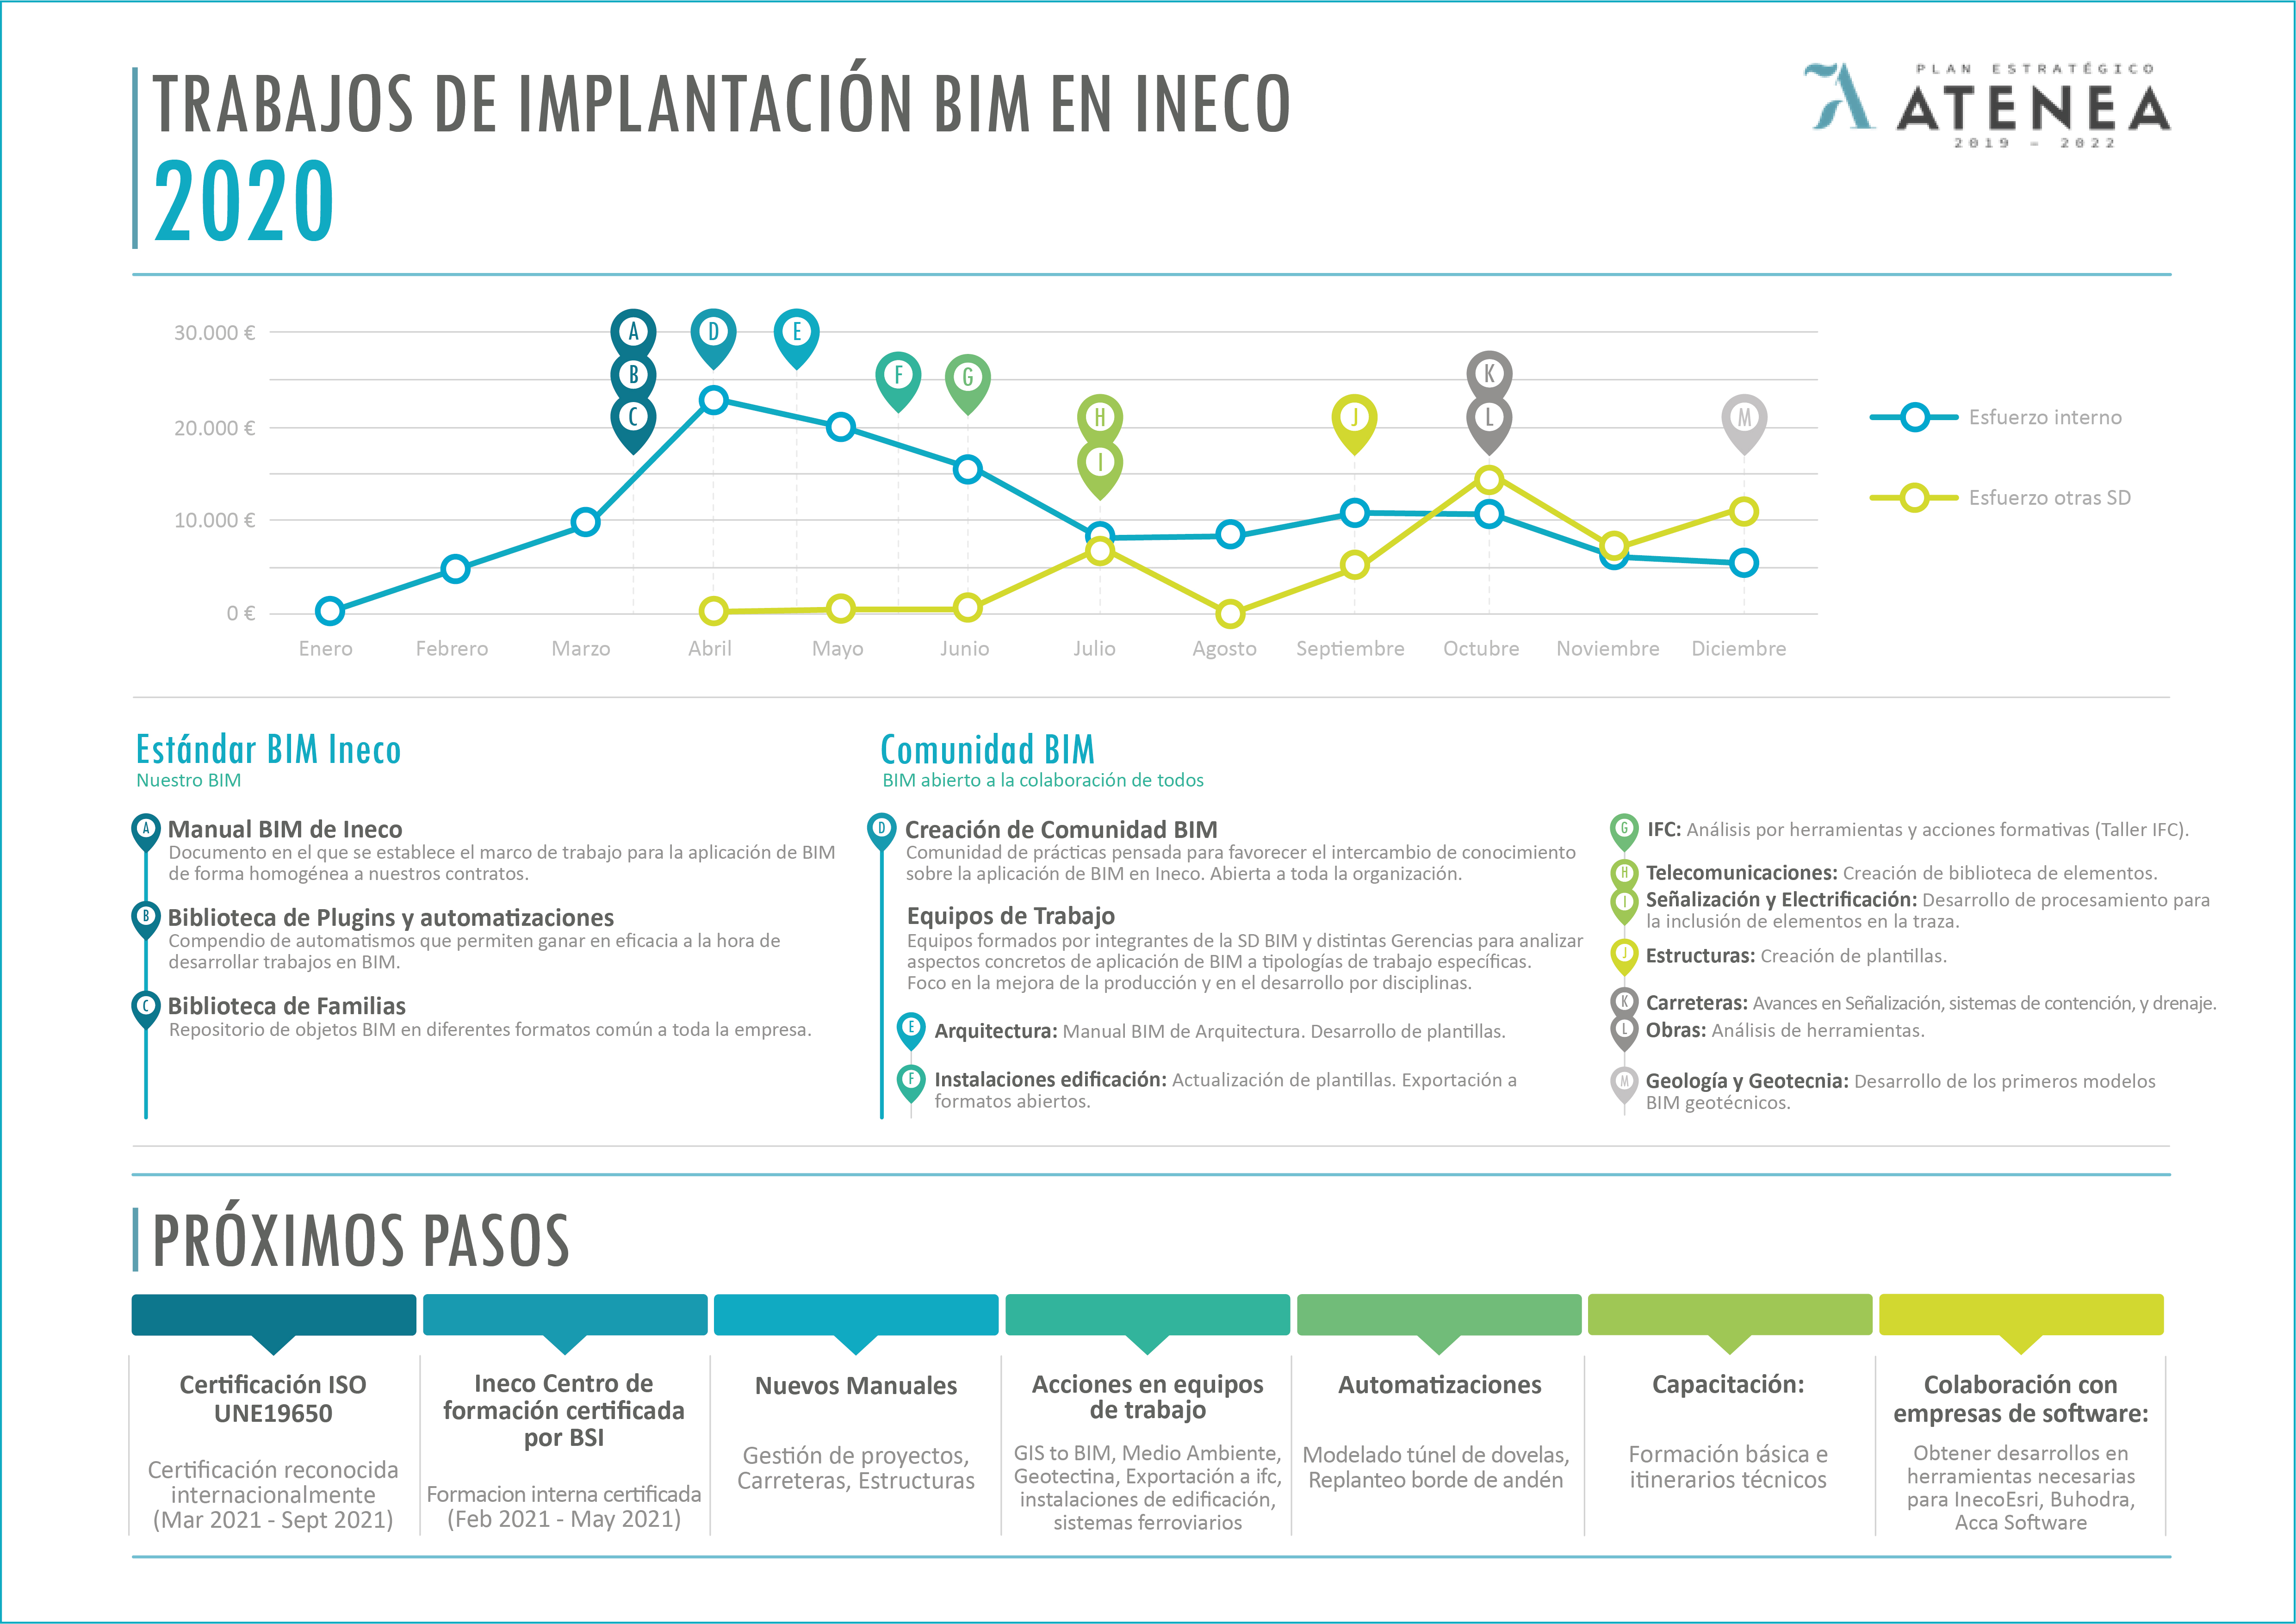 TRABAJOS DE IMPLANTACIÓN BIM EN INECO
2020
PLAN ESTRATÉGICO
ATENEA
2019 - 2022
30.000 €
20.000 €
10.000 €
0 €
A
B
C
D
E
F
G
H
I
J
K
L
M
Esfuerzo interno
Esfuerzo otras SD
Enero
Febrero
Marzo
Abril
Mayo
Junio
Julio
Agosto
Septiembre
Octubre
Noviembre
Diciembre
Estándar BIM Ineco
Nuestro BIM
A Manual BIM de Ineco
Documento en el que se establece el marco de trabajo para la aplicación de BIM
de forma homogénea a nuestros contratos.
B Biblioteca de Plugins y automatizaciones
Compendio de automatismos que permiten ganar en eficacia a la hora de
desarrollar trabajos en BIM.
C Biblioteca de Familias
Repositorio de objetos BIM en diferentes formatos común a toda la empresa.
Comunidad BIM
BIM abierto a la colaboración de todos
D Creación de Comunidad BIM
Comunidad de prácticas pensada para favorecer el intercambio de conocimiento
sobre la aplicación de BIM en Ineco. Abierta a toda la organización.
Equipos de Trabajo
Equipos formados por integrantes de la SD BIM y distintas Gerencias para analizar
aspectos concretos de aplicación de BIM a tipologías de trabajo específicas.
Foco en la mejora de la producción y en el desarrollo por disciplinas.
E Arquitectura: Manual BIM de Arquitectura. Desarrollo de plantillas.
F Instalaciones edificación: Actualización de plantillas. Exportación a
formatos abiertos.
G IFC: Análisis por herramientas y acciones formativas (Taller IFC).
H Telecomunicaciones: Creación de biblioteca de elementos.
I Señalización y Electrificación: Desarrollo de procesamiento para
la inclusión de elementos en la traza.
J Estructuras: Creación de plantillas.
K Carreteras: Avances en Señalización, sistemas de contención, y drenaje.
L Obras: Análisis de herramientas.
M Geología y Geotecnia: Desarrollo de los primeros modelos
BIM geotécnicos.
PRÓXIMOS PASOS
Certificación ISO
UNE19650
Certificación reconocida
internacionalmente
(Mar 2021 - Sept 2021)
Ineco Centro de
formación certificada
por BSI
Formacion interna certificada
(Feb 2021 - May 2021)
Nuevos Manuales
Gestión de proyectos,
Carreteras, Estructuras
Acciones en equipos
de trabajo
GIS to BIM, Medio Ambiente,
Geotectina, Exportación a ifc,
instalaciones de edificación,
sistemas ferroviarios
Automatizaciones
Modelado túnel de dovelas,
Replanteo borde de andén
Capacitación:
Formación básica e
itinerarios técnicos
Colaboración con
empresas de software:
Obtener desarrollos en
herramientas necesarias
para InecoEsri, Buhodra,
Acca Software